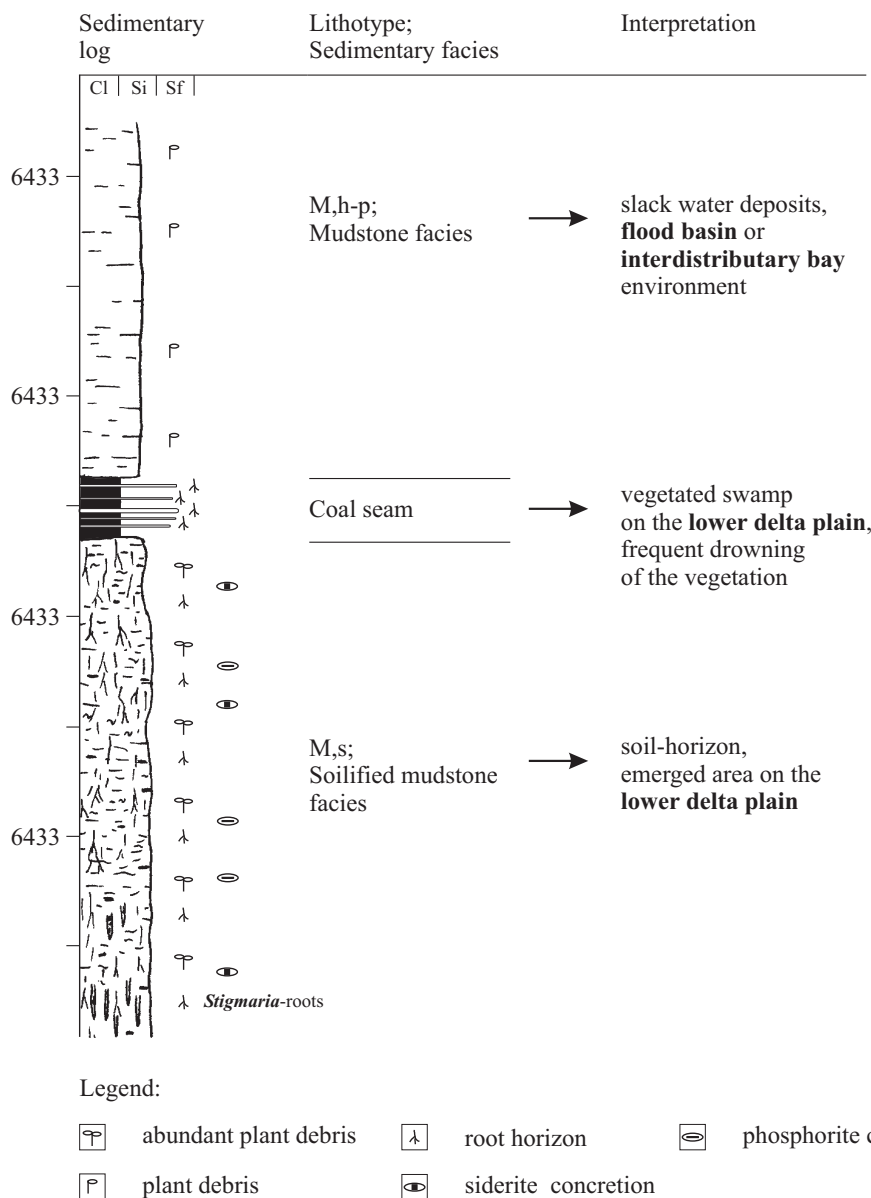 Sedimentary log
Lithotype; Sedimentary facies
Interpretation
Cl | Si | Sf |
6433
M,h-p;
Mudstone facies
slack water deposits,
flood basin or
interdistributary bay
environment
6433
Coal seam
vegetated swamp
on the lower delta plain,
frequent drowning
of the vegetation
6433
M,s;
Soilified mudstone
facies
soil-horizon,
emerged area on the
lower delta plain
6433
Stigmaria-roots
Legend:
abundant plant debris
root horizon
phosphorite
plant debris
siderite concretion